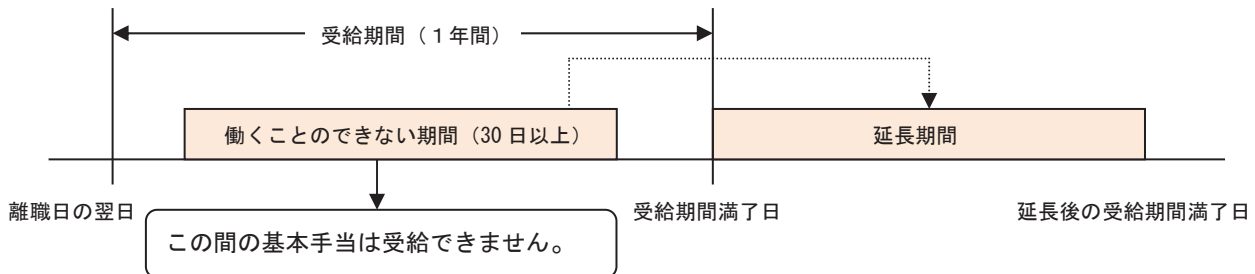 受給期間（１年間）
働くことのできない期間（30 日以上）
延長期間
離職日の翌日
受給期間満了日
延長後の受給期間満了日
この間の基本手当は受給できません。